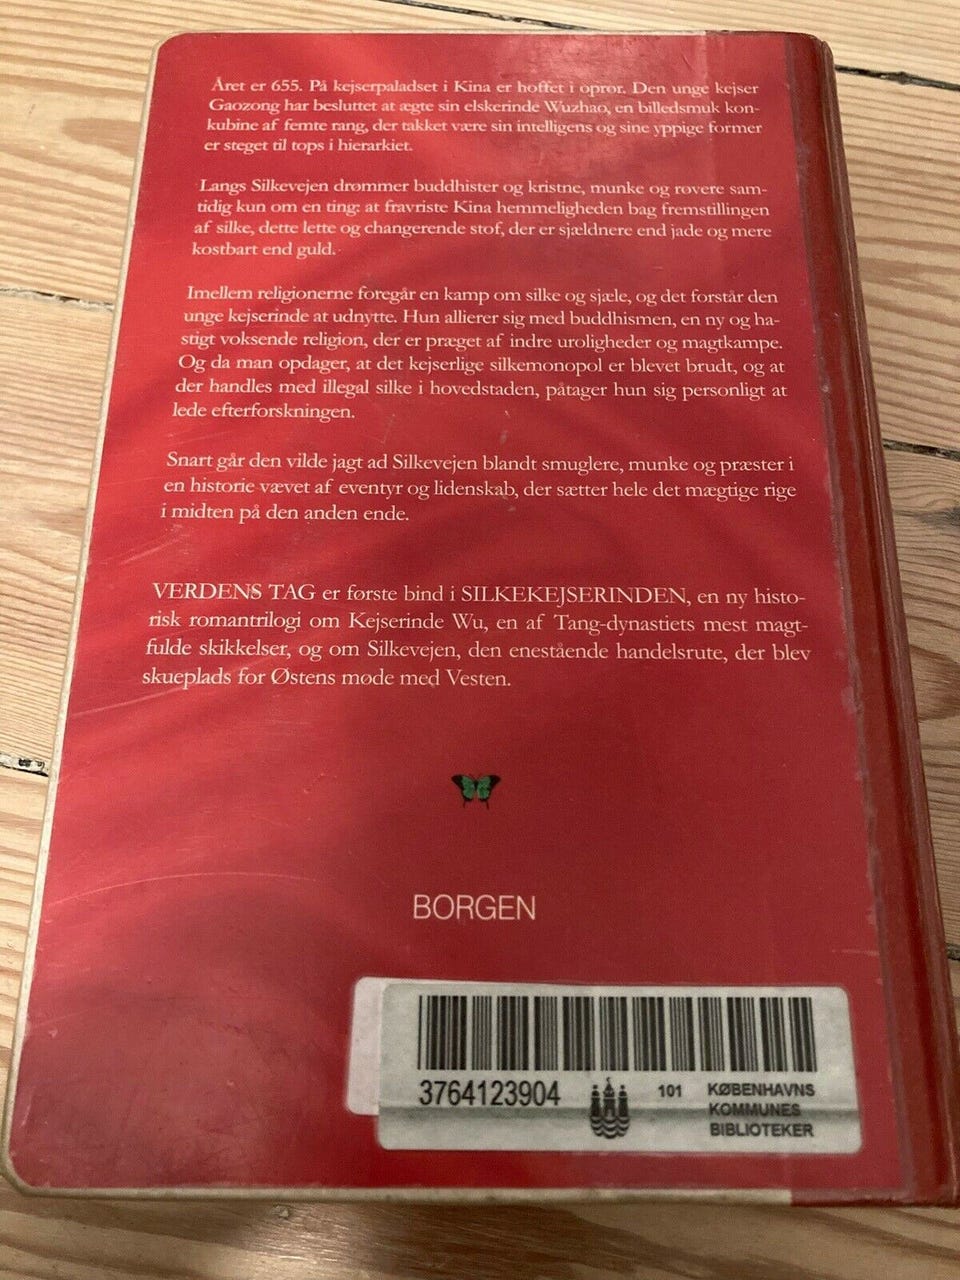 Året er 655. På kejserpaladset i Kina er hoffet i oprør. Den unge kejser
Gaozong har besluttet at ægte sin elskerinde Wuzhao, en billedsmuk kon-
kubine af femte rang, der takket være sin intelligens og sine yppige former
er steget til tops i hierarkiet.
Langs Silkevejen drømmer buddhister og kristne, munke og røvere sam-
tidig kun om en ting: at fravriste Kina hemmeligheden bag fremstillingen
af silke, dette lette og changerende stof, der er sjældnere end jade og mere
kostbart end guld.
Imellem religionerne foregår en kamp om silke og sjæle, og det forstår den
unge kejserinde at udnytte. Hun allierer sig med buddhismen, en ny og ha-
stigt voksende religion, der er præget af indre uroligheder og magtkampe.
Og da man opdager, at det kejserlige silkemonopol er blevet brudt, og at
der handles med illegal silke i hovedstaden, påtager hun sig personligt at
lede efterforskningen.
Snart går den vilde jagt ad Silkevejen blandt smuglere, munke og præster i
en historie vævet af eventyr og lidenskab, der sætter hele det mægtige rige
i midten på den anden ende.
VERDENS TAG er første bind i SILKEKEJSERINDEN, en ny histo-
risk romantrilogi om Kejserinde Wu, en af Tang-dynastiets mest magt-
fulde skikkelser, og om Silkevejen, den enestående handelsrute, der blev
skueplads for Østens møde med Vesten.
BORGEN
3764123904
101
KØBENHAVNS
KOMMUNES
BIBLIOTEKER